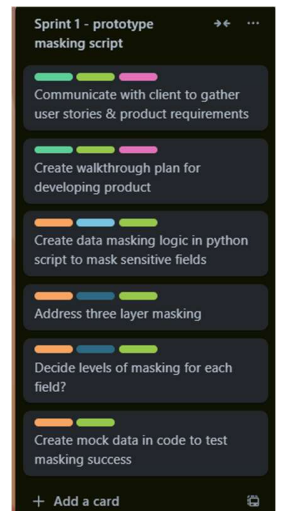 Sprint 1 - prototype
masking script
Communicate with client to gather
user stories & product requirements
Create walkthrough plan for
developing product
Create data masking logic in python
script to mask sensitive fields
Address three layer masking
Decide levels of masking for each
field?
Create mock data in code to test
masking success
+ Add a card